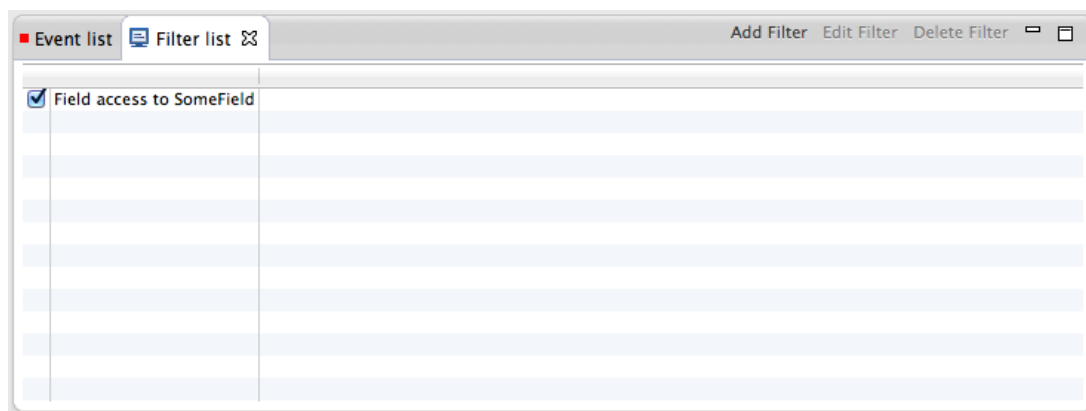 Event list Filter list Add Filter Edit Filter Delete Filter
Field access to SomeField